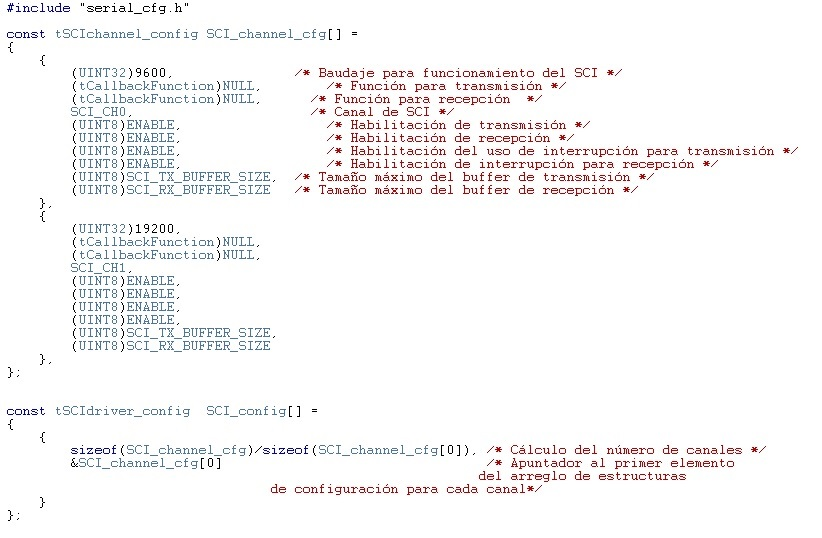 #include "serial_cfg.h"
const tSCIchannel_config SCI_channel_cfg[] =
{
{
(UINT32)9600, /* Baudaje para funcionamiento del SCI */
(tCallbackFunction)NULL, /* Función para transmisión */
(tCallbackFunction)NULL, /* Función para recepción */
SCI_CH0, /* Canal de SCI */
(UINT8)ENABLE, /* Habilitación de transmisión */
(UINT8)ENABLE, /* Habilitación de recepción */
(UINT8)ENABLE, /* Habilitación del uso de interrupción para transmisión */
(UINT8)ENABLE, /* Habilitación de interrupción para recepción */
(UINT8)SCI_TX_BUFFER_SIZE, /* Tamaño máximo del buffer de transmisión */
(UINT8)SCI_RX_BUFFER_SIZE /* Tamaño máximo del buffer de recepción */
},
{
(UINT32)19200,
(tCallbackFunction)NULL,
(tCallbackFunction)NULL,
SCI_CH1,
(UINT8)ENABLE,
(UINT8)ENABLE,
(UINT8)ENABLE,
(UINT8)ENABLE,
(UINT8)SCI_TX_BUFFER_SIZE,
(UINT8)SCI_RX_BUFFER_SIZE
},
};
const tSCIdriver_config SCI_config[] =
{
{
sizeof(SCI_channel_cfg)/sizeof(SCI_channel_cfg[0]), /* Cálculo del número de canales */
&SCI_channel_cfg[0] /* Apuntador al primer elemento
del arreglo de estructuras
de configuración para cada canal*/
}
};